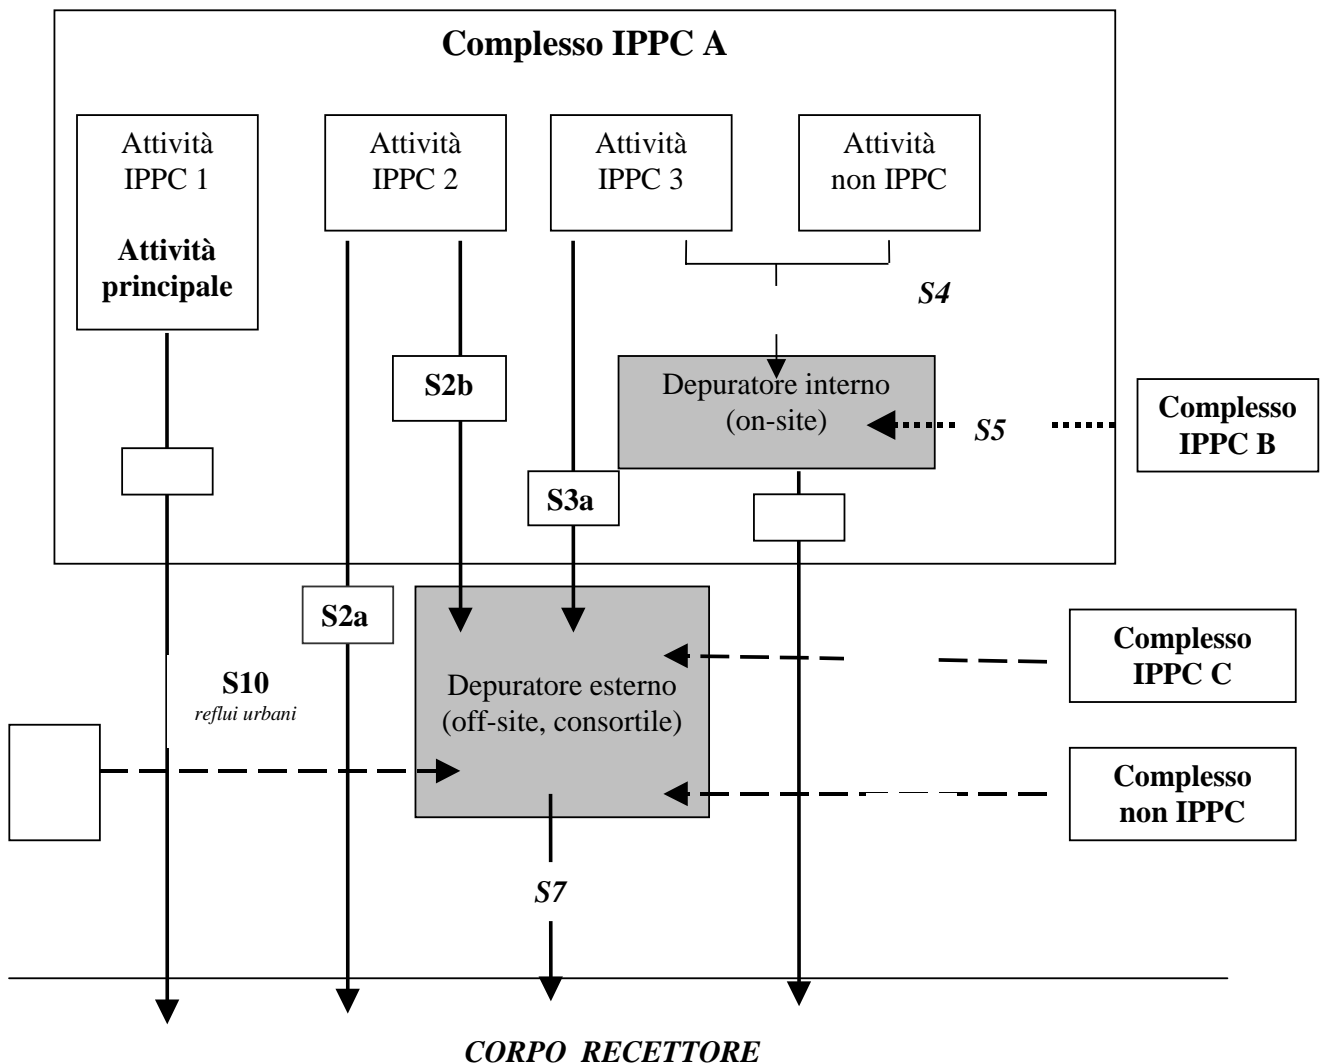 Complesso IPPC A
Attività
IPPC 1
Attività
principale
Attività
IPPC 2
Attività
IPPC 3
Attività
non IPPC
S4
S2b
Depuratore interno
(on-site)
S5
Complesso
IPPC B
S3a
S2a
S10
reflui urbani
Depuratore esterno
(off-site, consortile)
Complesso
IPPC C
Complesso
non IPPC
S7
CORPO RECETTORE